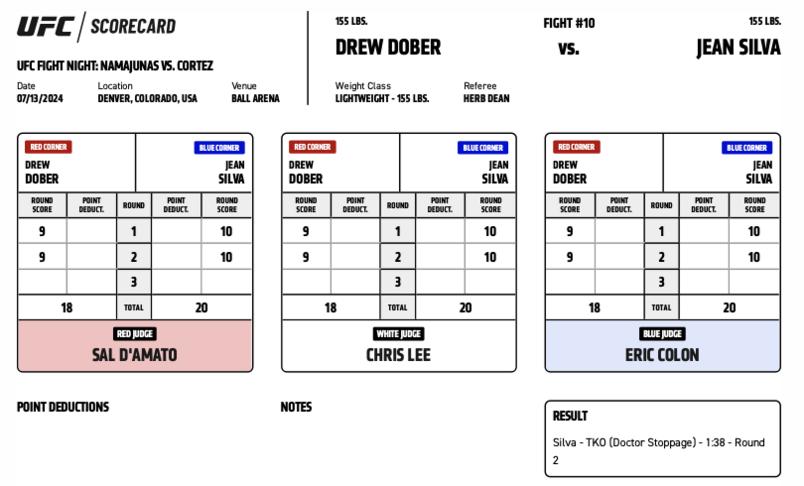 UFC / SCORECARD
UFC FIGHT NIGHT: NAMAJUNAS VS. CORTEZ
Date Location Venue
07/13/2024 DENVER, COLORADO, USA BALL ARENA
155 LBS. FIGHT #10 155 LBS.
DREW DOBER VS. JEAN SILVA
Weight Class Referee
LIGHTWEIGHT - 155 LBS. HERB DEAN
RED CORNER BLUE CORNER
DREW JEAN
DOBER SILVA
ROUND SCORE POINT DEDUCT. ROUND POINT DEDUCT. ROUND SCORE
9 1 10
9 2 10
3
18 TOTAL 20
RED JUDGE
SAL D'AMATO
RED CORNER BLUE CORNER
DREW JEAN
DOBER SILVA
ROUND SCORE POINT DEDUCT. ROUND POINT DEDUCT. ROUND SCORE
9 1 10
9 2 10
3
18 TOTAL 20
WHITE JUDGE
CHRIS LEE
RED CORNER BLUE CORNER
DREW JEAN
DOBER SILVA
ROUND SCORE POINT DEDUCT. ROUND POINT DEDUCT. ROUND SCORE
9 1 10
9 2 10
3
18 TOTAL 20
BLUE JUDGE
ERIC COLON
POINT DEDUCTIONS
NOTES
RESULT
Silva - TKO (Doctor Stoppage) - 1:38 - Round
2